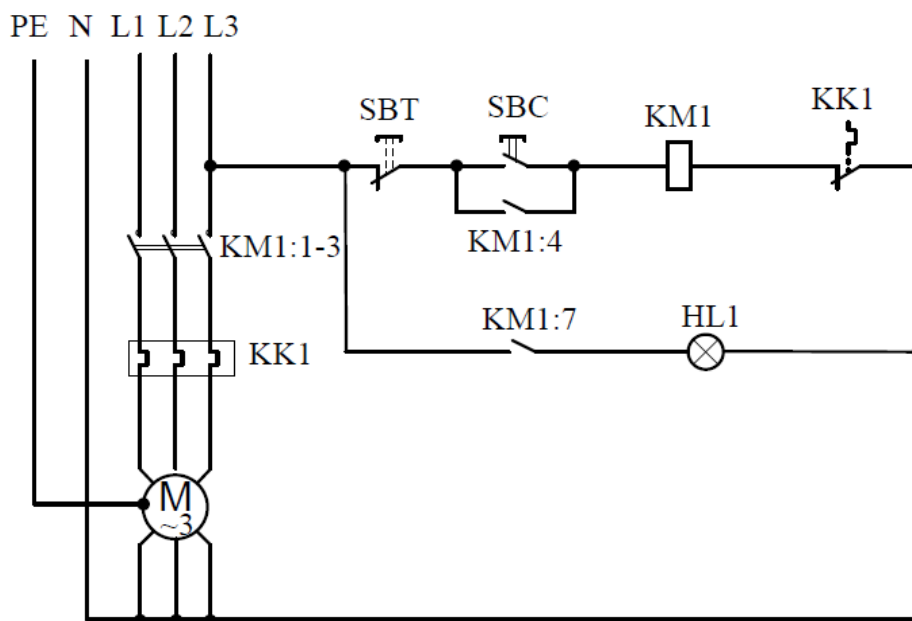 PE N L1 L2 L3
SBT SBC KM1 KK1
KM1:4
KM1:1-3
KM1:7 HL1
KK1
M
~3